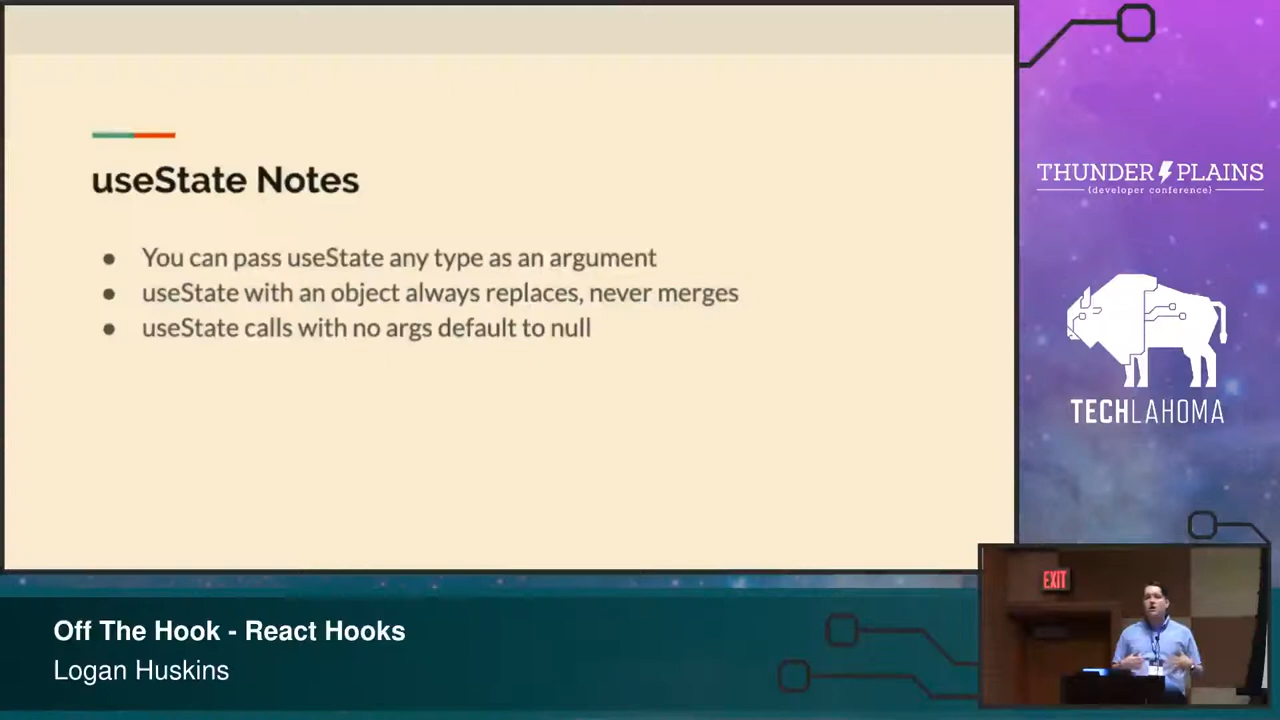 useState Notes
● You can pass useState any type as an argument
● useState with an object always replaces, never merges
● useState calls with no args default to null
THUNDER PLAINS
{developer conference}
TECHLAHOMA
EXIT
Off The Hook - React Hooks
Logan Huskins